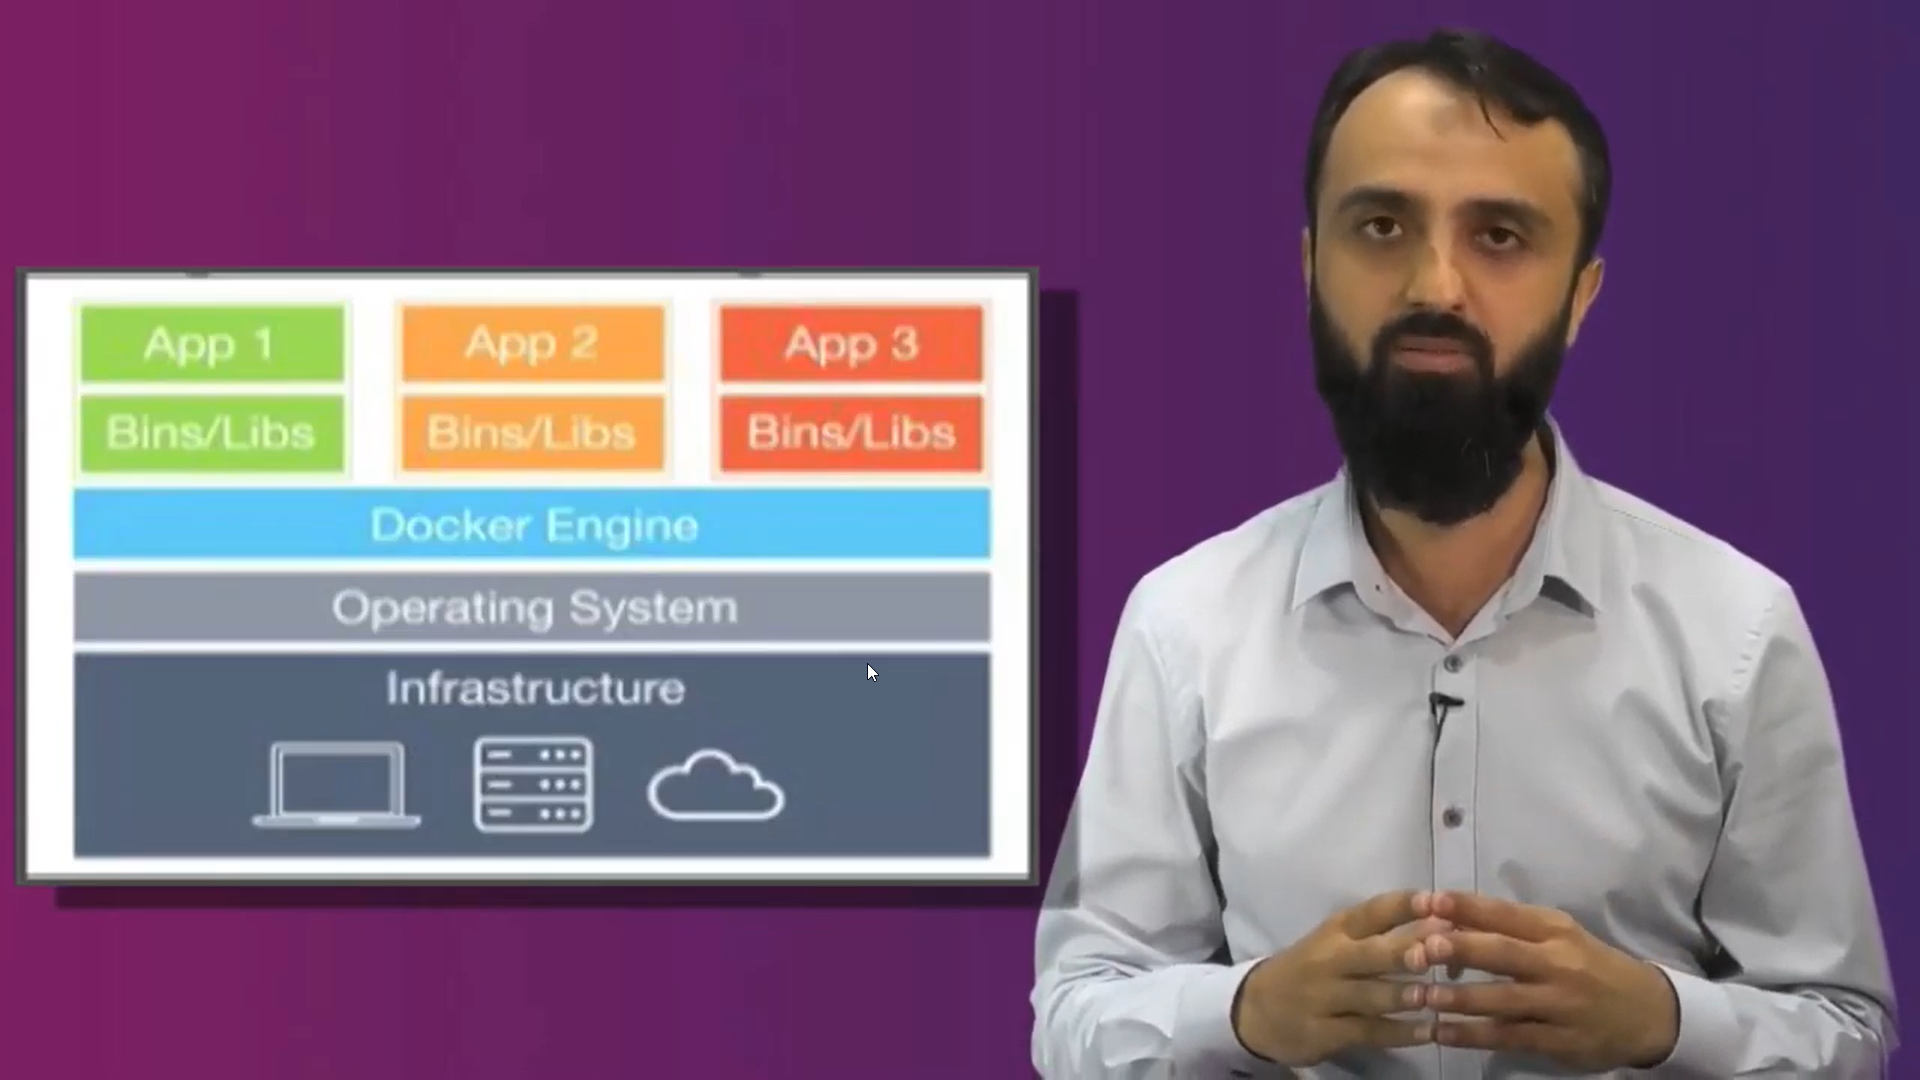 App 1
App 2
App 3
Bins/Libs
Bins/Libs
Bins/Libs
Docker Engine
Operating System
Infrastructure